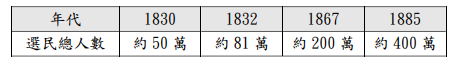 年代 1830 1832 1867 1885
選民總人數 約 50 萬 約 81 萬 約 200 萬 約 400 萬